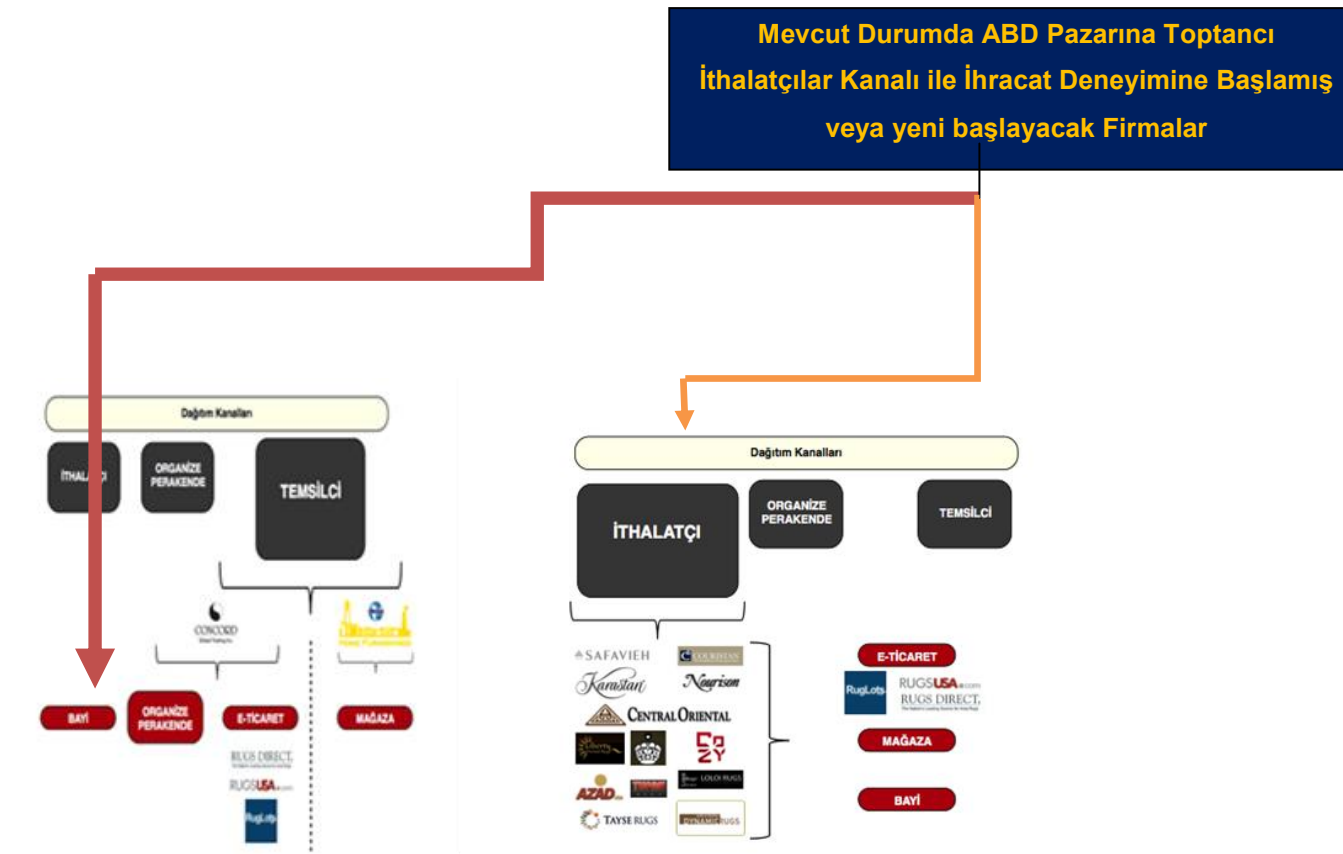 Mevcut Durumda ABD Pazarına Toptancı
İthalatçılar Kanalı ile İhracat Deneyimine Başlamış
veya yeni başlayacak Firmalar
Dağıtım Kanalları
ORGANİZE
PERAKENDE
TEMSİLCİ
CONCORD
BAYİ
ORGANİZE
PERAKENDE
E-TİCARET
MAĞAZA
RUGS DIRECT.
RUGSUSA.com
RugLots
Dağıtım Kanalları
İTHALATÇI
ORGANİZE
PERAKENDE
TEMSİLCİ
SAFAVIEH
COURISTAN
Karastan
Nourison
CENTRAL ORIENTAL
Liberty
COZY
AZAD
LOLOI RUGS
TAYSE RUGS
DYNAMIC RUGS
E-TİCARET
RugLots
RUGSUSA.com
RUGS DIRECT.
MAĞAZA
BAYİ